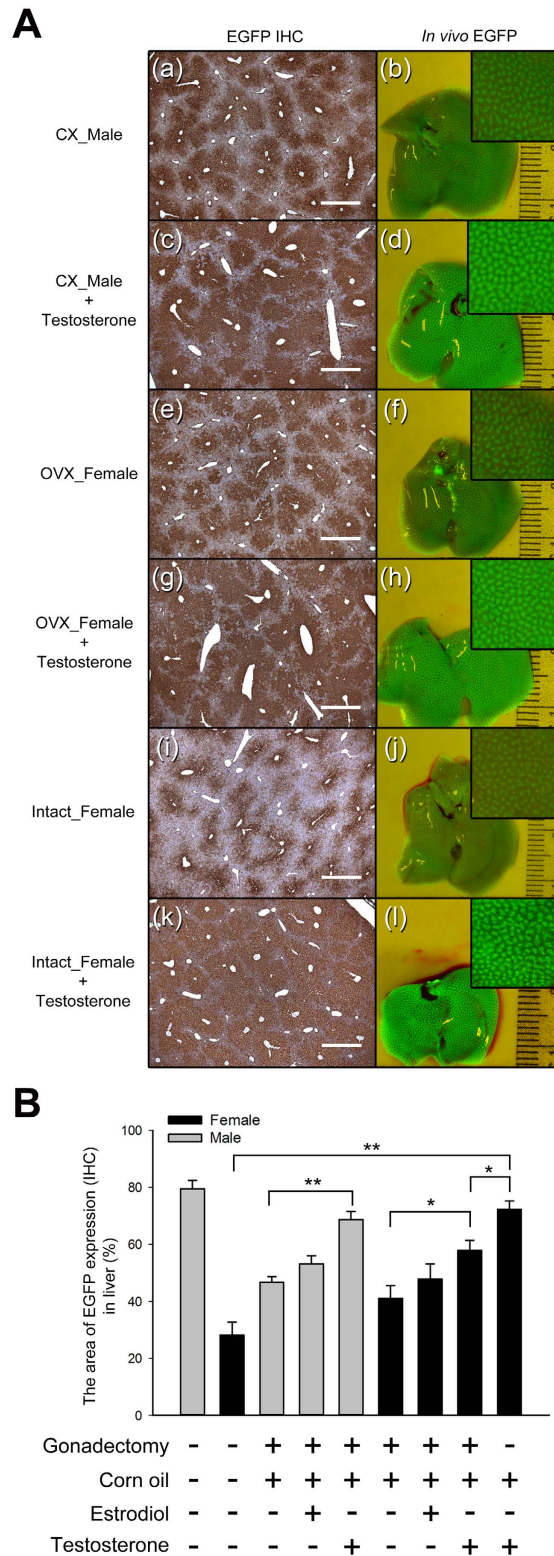 A
EGFP IHC
In vivo EGFP
CX_Male
(a)
(b)
CX_Male
+
Testosterone
(c)
(d)
OVX_Female
(e)
(f)
OVX_Female
+
Testosterone
(g)
(h)
Intact_Female
(i)
(j)
Intact_Female
+
Testosterone
(k)
(l)
B
Female
Male
The area of EGFP expression (IHC)
in liver (%)
100
80
60
40
20
0
**
**
*
*
Gonadectomy - - + + + + + + -
Corn oil - - + + + + + + +
Estrodiol - - - + - - + - -
Testosterone - - - - + - - + +